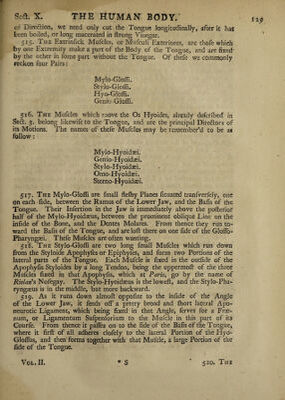 Sect. X. THE HUMAN BODY. 129
or Direction, we need only cut the Tongue longitudinally, after it has
been boiled, or long macerated in strong Vinegar.
515. The Extrinsick Muscles, or Musculi Exteriores, are those which
by one Extremity make a part of the Body of the Tongue, and are fixed
by the other in some part without the Tongue. Of these we commonly
reckon four Pairs:
Mylo-Glossi.
Stylo-Glossi.
Hyo-Glossi.
Genio-Glossi.
516. The Muscles which move the Os Hyoides, already described in
Sect. 3. belong likewise to the Tongue, and are the principal Directors of
its Motions. The names of these Muscles may be remember'd to be as
follow:
Mylo-Hyoidæi.
Genio-Hyoidæi.
Stylo-Hyoidæi.
Omo-Hyoidæi.
Sterno-Hyoidæi.
517. The Mylo-Glossi are small fleshy Planes situated transversely, one
on each side, between the Ramus of the Lower Jaw, and the Basis of the
Tongue. Their Insertion in the Jaw is immediately above the posterior
half of the Mylo-Hyoidæus, between the prominent oblique Line on the
inside of the Bone, and the Dentes Molares. From thence they run to-
ward the Basis of the Tongue, and are lost there on one side of the Glosso-
Pharyngæi. These Muscles are often wanting.
518. The Stylo-Glossi are two long small Muscles which run down
from the Styloide Apophysis or Epiphysis, and form two Portions of the
lateral parts of the Tongue. Each Muscle is fixed in the outside of the
Apophysis Styloides by a long Tendon, being the uppermost of the three
Muscles fixed in that Apophysis, which at Paris, go by the name of
Riolan's Nosegay. The Stylo-Hyoidæus is the lowest, and the Stylo-Pha-
ryngæus is in the middle, but more backward.
519. As it runs down almost opposite to the inside of the Angle
of the Lower Jaw, it sends off a pretty broad and short lateral Apo-
neurotic Ligament, which being fixed in that Angle, serves for a Fræ-
num, or Ligamentum Suspensorium to the Muscle in this part of its
Course. From thence it passes on to the side of the Basis of the Tongue,
where it first of all adheres closely to the lateral Portion of the Hyo-
Glossus, and then forms together with that Muscle, a large Portion of the
side of the Tongue.
VOL. II. * S 520. THE